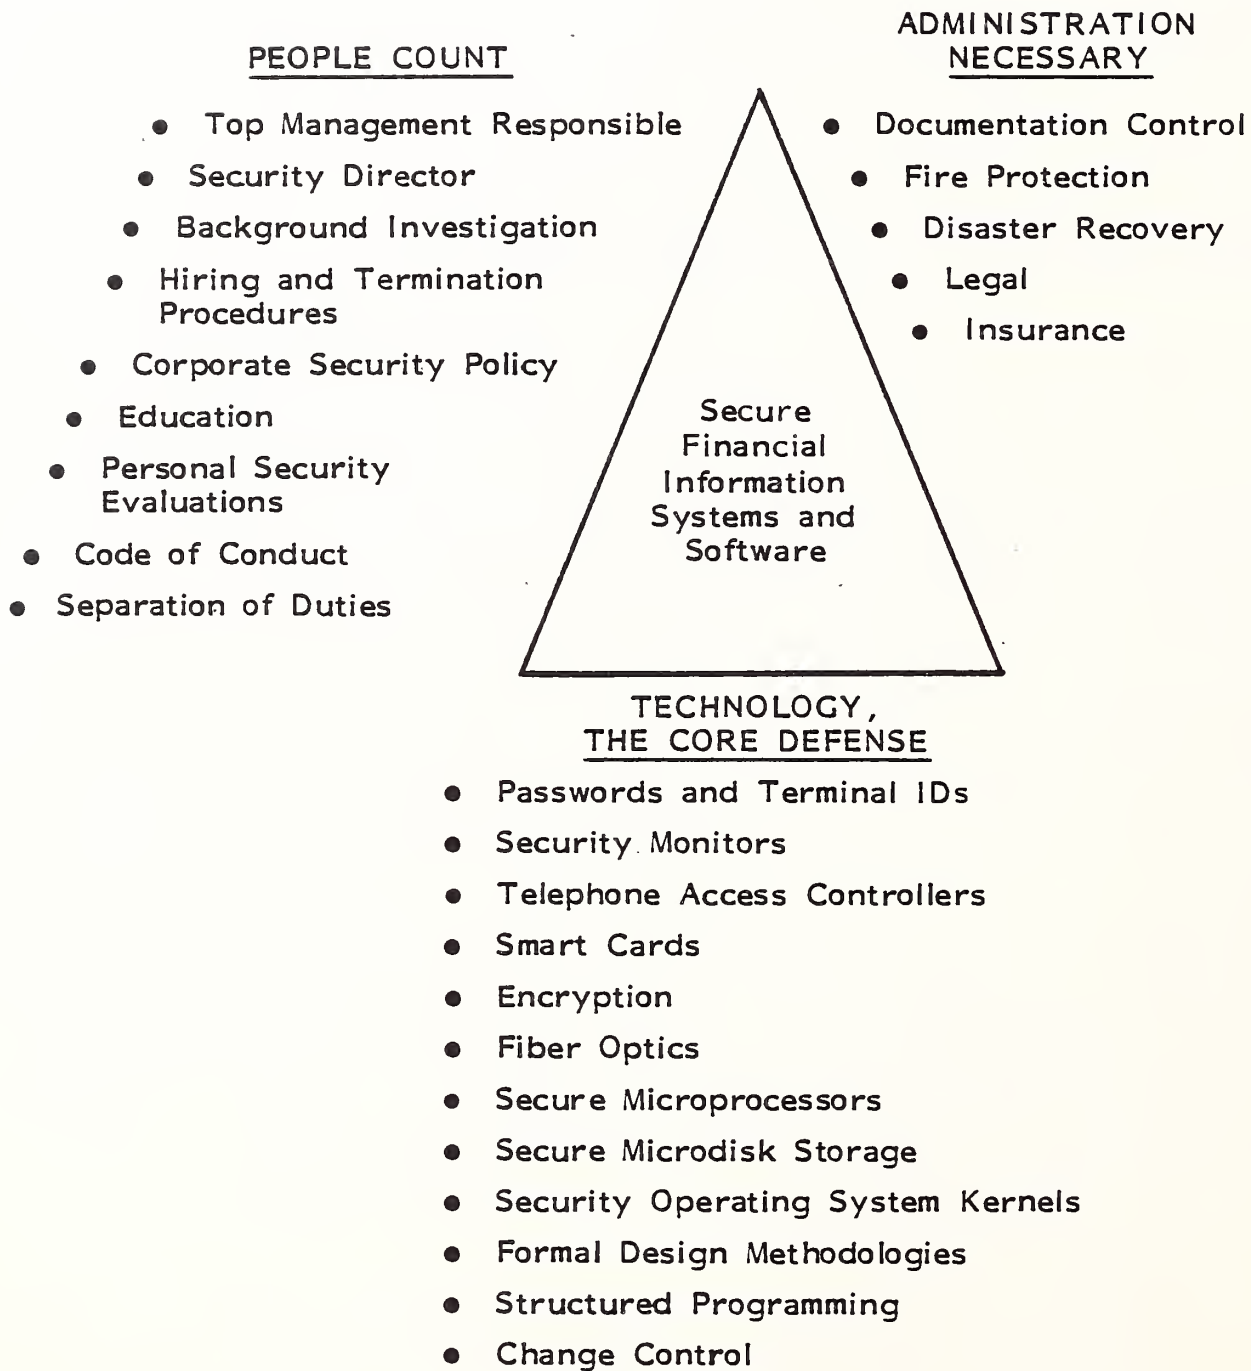 PEOPLE COUNT
• Top Management Responsible
• Security Director
• Background Investigation
• Hiring and Termination
Procedures
• Corporate Security Policy
• Education
• Personal Security
Evaluations
• Code of Conduct
• Separation of Duties
ADMINISTRATION
NECESSARY
• Documentation Control
• Fire Protection
• Disaster Recovery
• Legal
• Insurance
Secure
Financial
Information
Systems and
Software
TECHNOLOGY,
THE CORE DEFENSE
• Passwords and Terminal IDs
• Security Monitors
• Telephone Access Controllers
• Smart Cards
• Encryption
• Fiber Optics
• Secure Microprocessors
• Secure Microdisk Storage
• Security Operating System Kernels
• Formal Design Methodologies
• Structured Programming
• Change Control